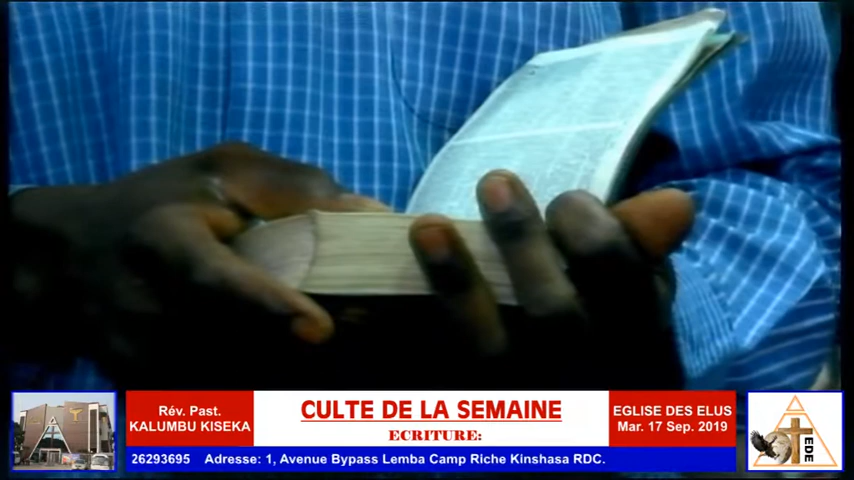 Rév. Past.
KALUMBU KISEKA
CULTE DE LA SEMAINE
ECRITURE:
EGLISE DES ELUS
Mar. 17 Sep. 2019
26293695 Adresse: 1, Avenue Bypass Lemba Camp Riche Kinshasa RDC.
EDE